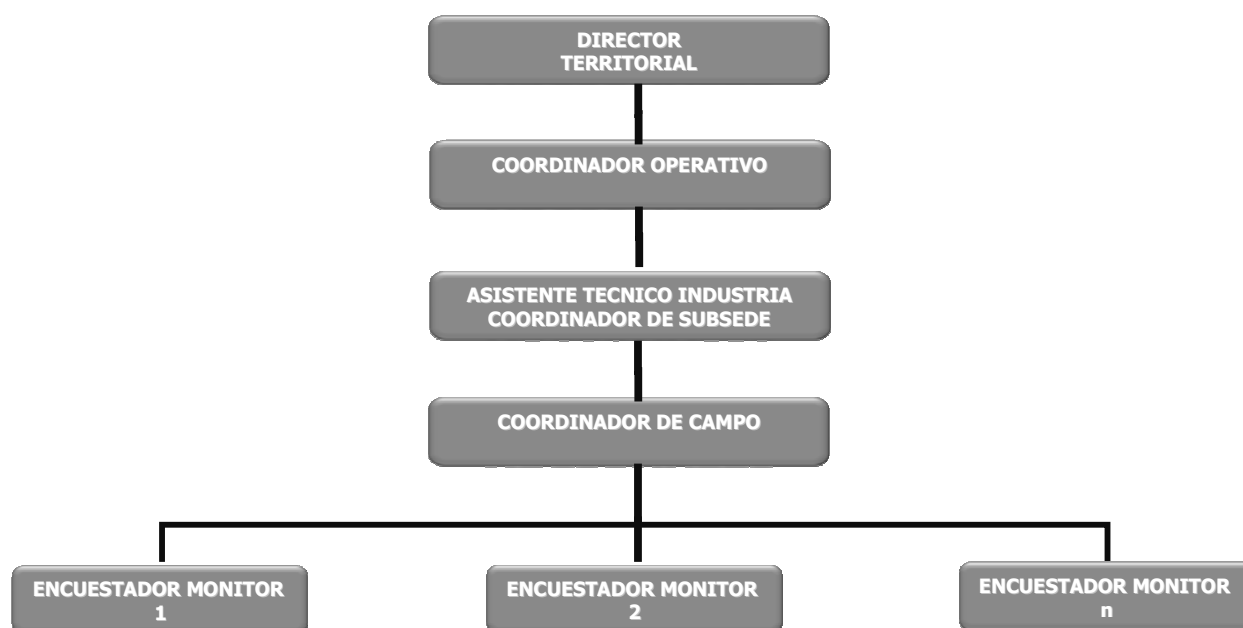 DIRECTOR
TERRITORIAL
COORDINADOR OPERATIVO
ASISTENTE TECNICO INDUSTRIA
COORDINADOR DE SUBSEDE
COORDINADOR DE CAMPO
ENCUESTADOR MONITOR
1
ENCUESTADOR MONITOR
2
ENCUESTADOR MONITOR
n